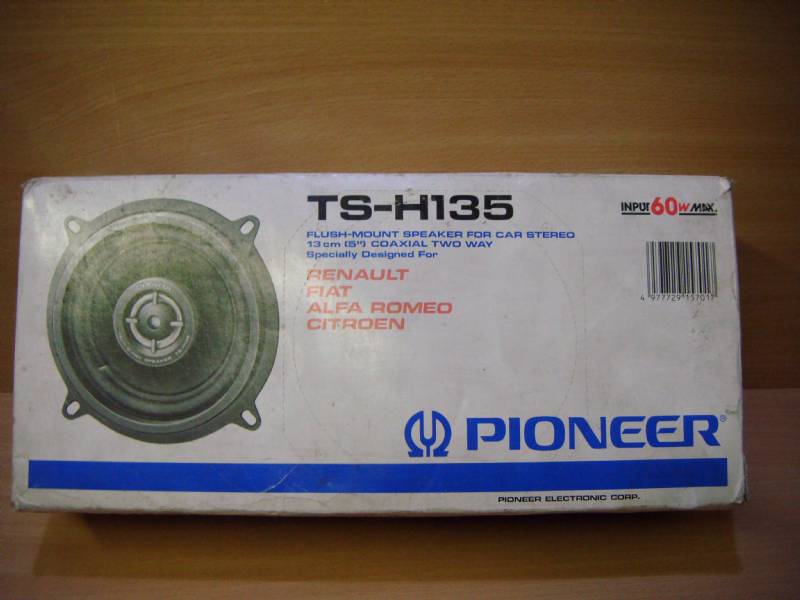 TS-H135
INPUT 60W MAX.
FLUSH-MOUNT SPEAKER FOR CAR STEREO
13 cm (5") COAXIAL TWO WAY
Specially Designed For
RENAULT
FIAT
ALFA ROMEO
CITROEN
4 977729 157017
PIONEER®
PIONEER ELECTRONIC CORP.